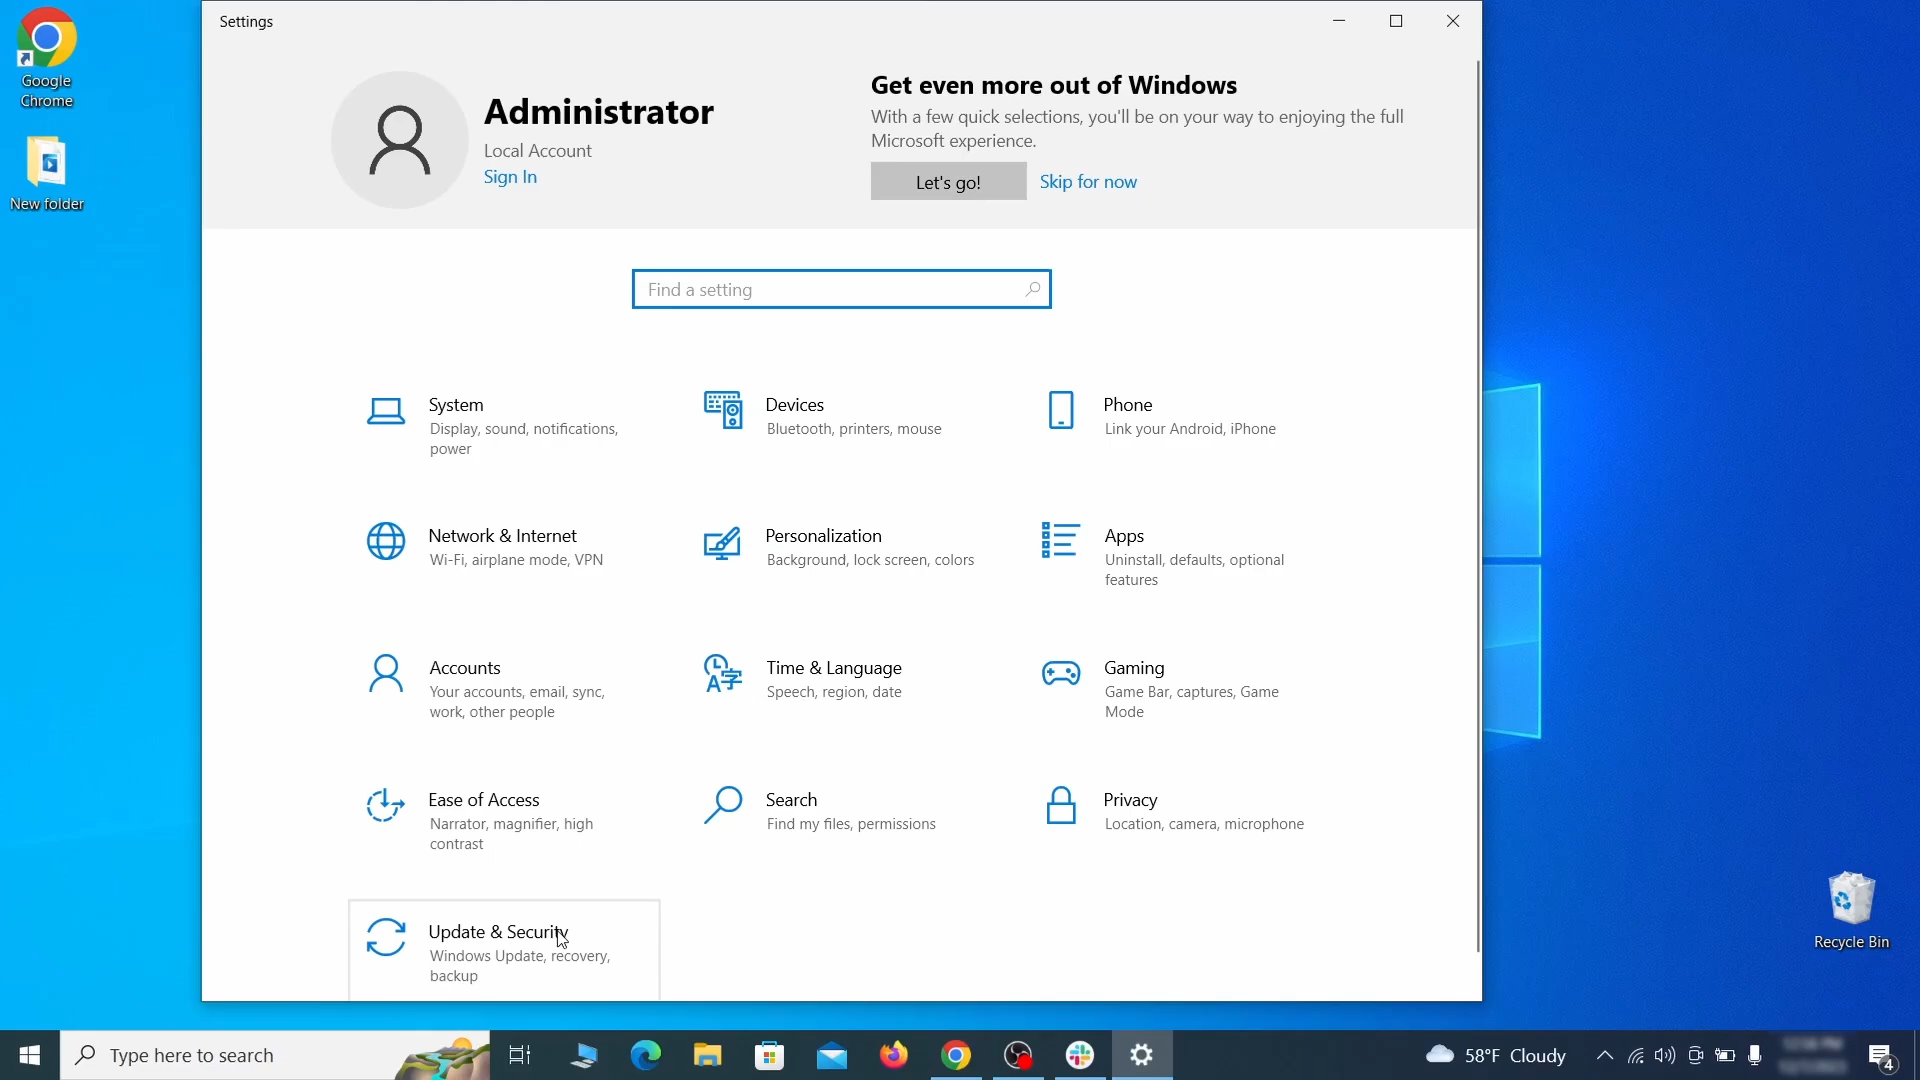 Google
Chrome
New folder
Settings
Administrator
Local Account
Sign In
Get even more out of Windows
With a few quick selections, you'll be on your way to enjoying the full
Microsoft experience.
Let's go!
Skip for now
Find a setting
System
Display, sound, notifications,
power
Devices
Bluetooth, printers, mouse
Phone
Link your Android, iPhone
Network & Internet
Wi-Fi, airplane mode, VPN
Personalization
Background, lock screen, colors
Apps
Uninstall, defaults, optional
features
Accounts
Your accounts, email, sync,
work, other people
Time & Language
Speech, region, date
Gaming
Game Bar, captures, Game
Mode
Ease of Access
Narrator, magnifier, high
contrast
Search
Find my files, permissions
Privacy
Location, camera, microphone
Update & Security
Windows Update, recovery,
backup
Recycle Bin
Type here to search
58°F Cloudy
4